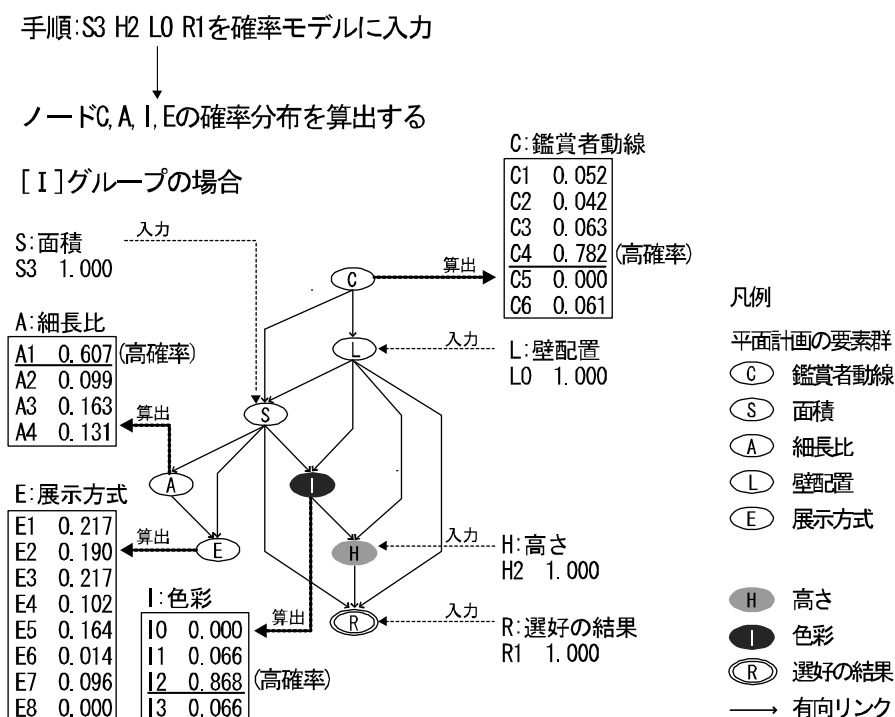 手順:S3 H2 L0 R1を確率モデルに入力
ノードC, A, I, Eの確率分布を算出する
[Ⅰ]グループの場合
C:鑑賞者動線
C1 0.052
C2 0.042
C3 0.063
C4 0.782 (高確率)
C5 0.000
C6 0.061
算出
C
S:面積
S3 1.000
入力
L:壁配置
L0 1.000
入力
L
A:細長比
A1 0.607 (高確率)
A2 0.099
A3 0.163
A4 0.131
算出
S
A
I
E:展示方式
E1 0.217
E2 0.190
E3 0.217
E4 0.102
E5 0.164
E6 0.014
E7 0.096
E8 0.000
算出
E
H
入力
H:高さ
H2 1.000
I:色彩
I0 0.000
I1 0.066
I2 0.868 (高確率)
I3 0.066
算出
R
入力
R:選好の結果
R1 1.000
凡例
平面計画の要素群
C 鑑賞者動線
S 面積
A 細長比
L 壁配置
E 展示方式
H 高さ
I 色彩
R 選好の結果
有向リンク